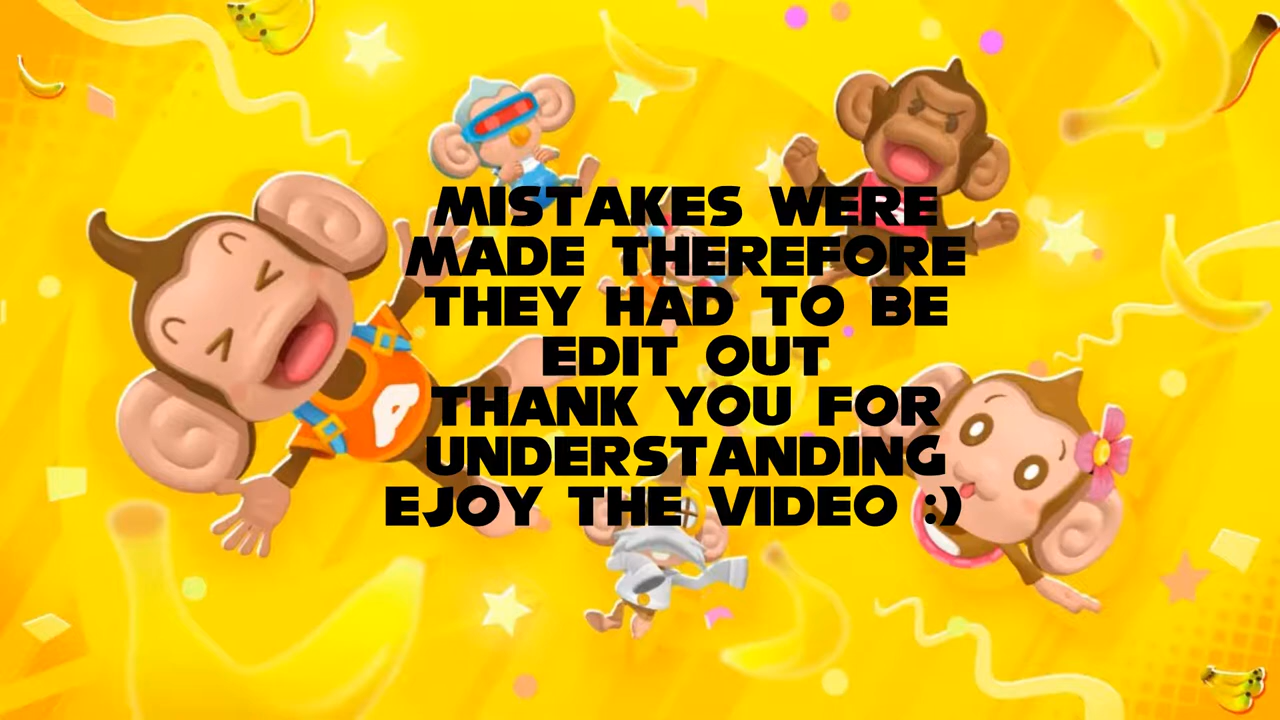 MISTAKES WERE
MADE THEREFORE
THEY HAD TO BE
EDIT OUT
THANK YOU FOR
UNDERSTANDING
EJOY THE VIDEO :)